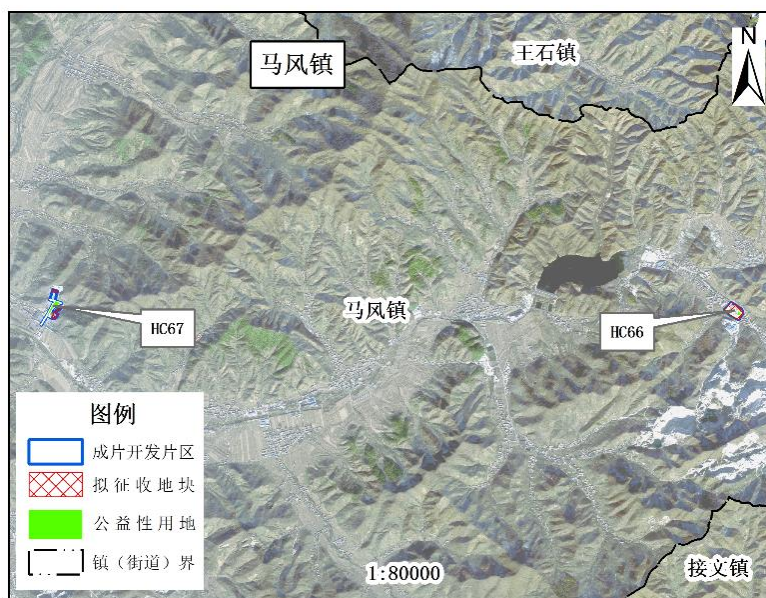 王石镇
马风镇
N
马风镇
HC67
HC66
图例
成片开发片区
拟征收地块
公益性用地
镇（街道）界
1:80000
接文镇